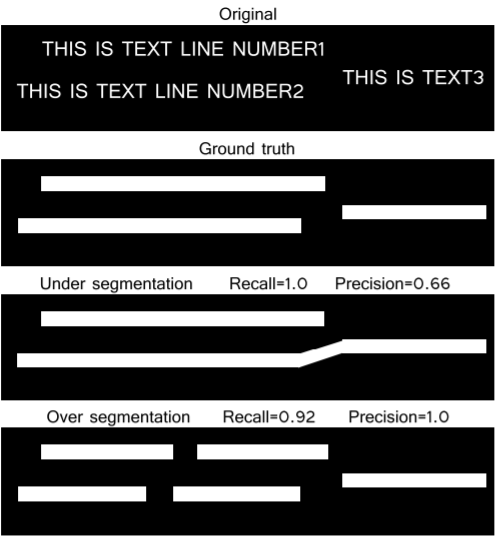 Original
THIS IS TEXT LINE NUMBER1
THIS IS TEXT3
THIS IS TEXT LINE NUMBER2
Ground truth
Under segmentation Recall=1.0 Precision=0.66
Over segmentation Recall=0.92 Precision=1.0